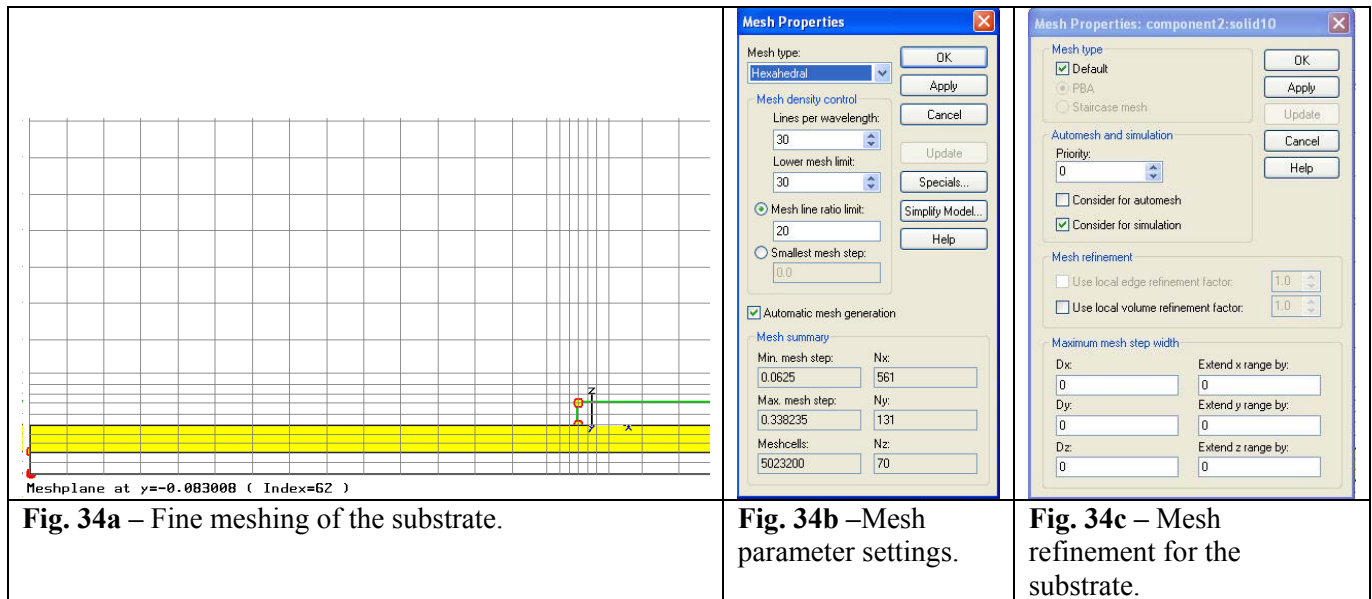 z
y
x
Meshplane at y=-0.083008 ( Index=62 )
Fig. 34a – Fine meshing of the substrate.
Mesh Properties
Mesh type:
Hexahedral
OK
Apply
Cancel
Update
Specials...
Simplify Model...
Help
Mesh density control
Lines per wavelength:
30
Lower mesh limit:
30
Mesh line ratio limit:
20
Smallest mesh step:
0.0
Automatic mesh generation
Mesh summary
Min. mesh step: Nx:
0.0625 561
Max. mesh step: Ny:
0.338235 131
Meshcells: Nz:
5023200 70
Fig. 34b –Mesh
parameter settings.
Mesh Properties: component2:solid10
Mesh type
Default
PBA
Staircase mesh
OK
Apply
Update
Cancel
Help
Automesh and simulation
Priority:
0
Consider for automesh
Consider for simulation
Mesh refinement
Use local edge refinement factor: 1.0
Use local volume refinement factor: 1.0
Maximum mesh step width
Dx: Extend x range by:
0 0
Dy: Extend y range by:
0 0
Dz: Extend z range by:
0 0
Fig. 34c – Mesh
refinement for the
substrate.